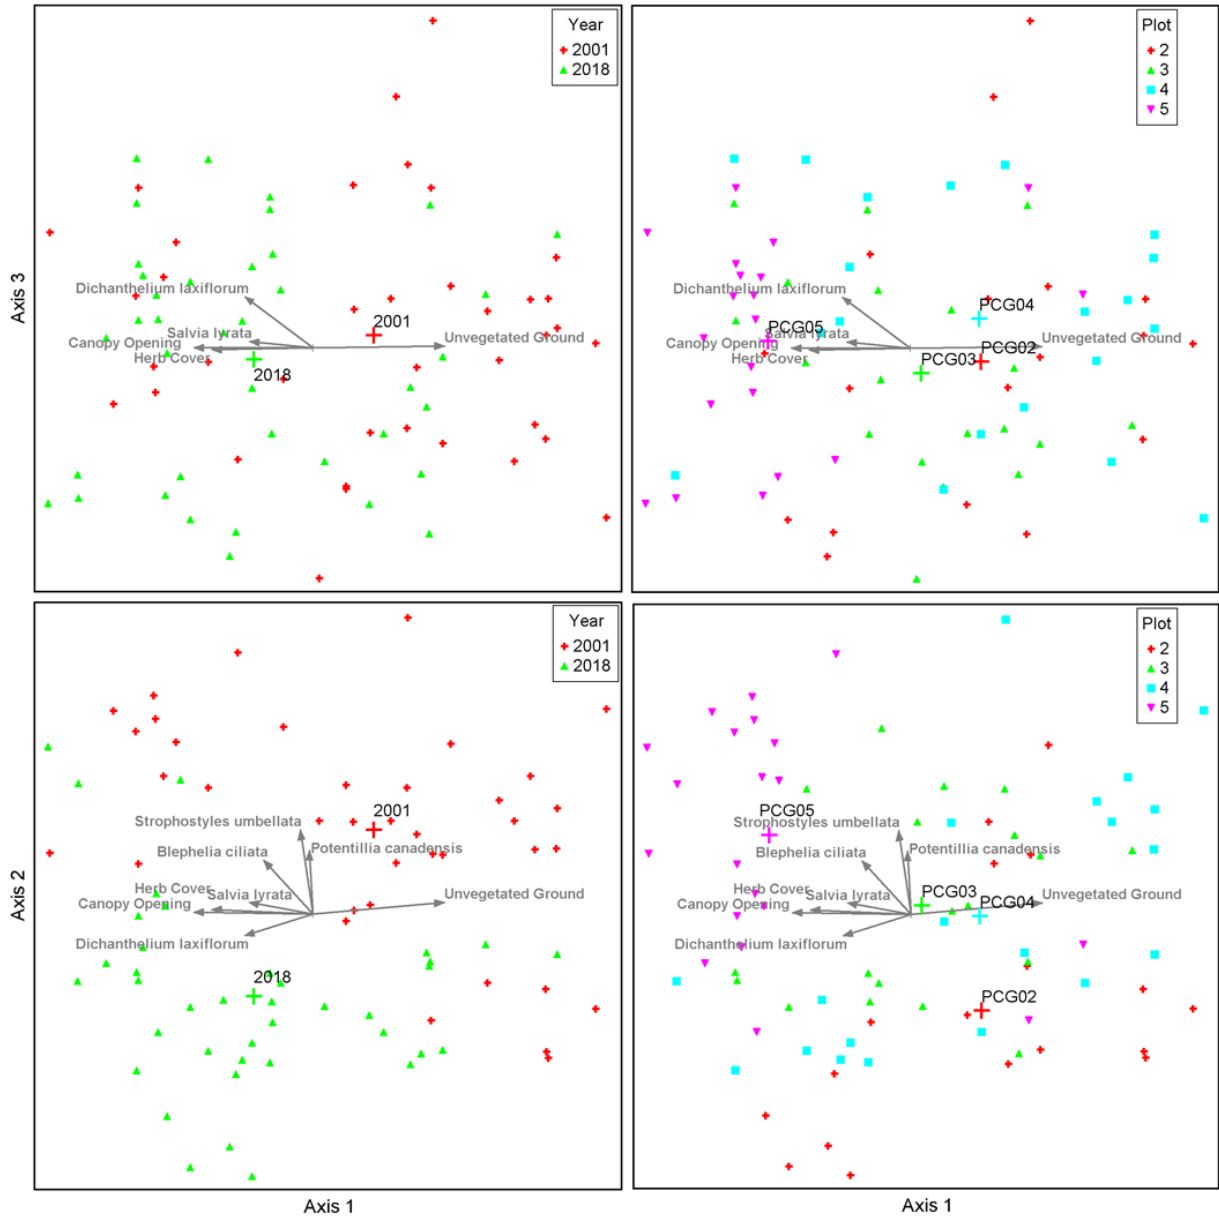 Year
2001
2018
2001
Dichanthelium laxiflorum
Salvia lyrata
Canopy Opening
Herb Cover
Unvegetated Ground
2018
Axis 3
Plot
2
3
4
5
PCG04
Dichanthelium laxiflorum
PCG05
Salvia lyrata
Canopy Opening
Herb Cover
PCG03
PCG02
Unvegetated Ground
Year
2001
2018
2001
Strophostyles umbellata
Potentillia canadensis
Blephelia ciliata
Herb Cover
Salvia lyrata
Canopy Opening
Unvegetated Ground
Dichanthelium laxiflorum
2018
Axis 2
Axis 1
Plot
2
3
4
5
PCG05
Strophostyles umbellata
Potentillia canadensis
Blephelia ciliata
Herb Cover
Salvia lyrata
Canopy Opening
PCG03
PCG04
Unvegetated Ground
Dichanthelium laxiflorum
PCG02
Axis 1